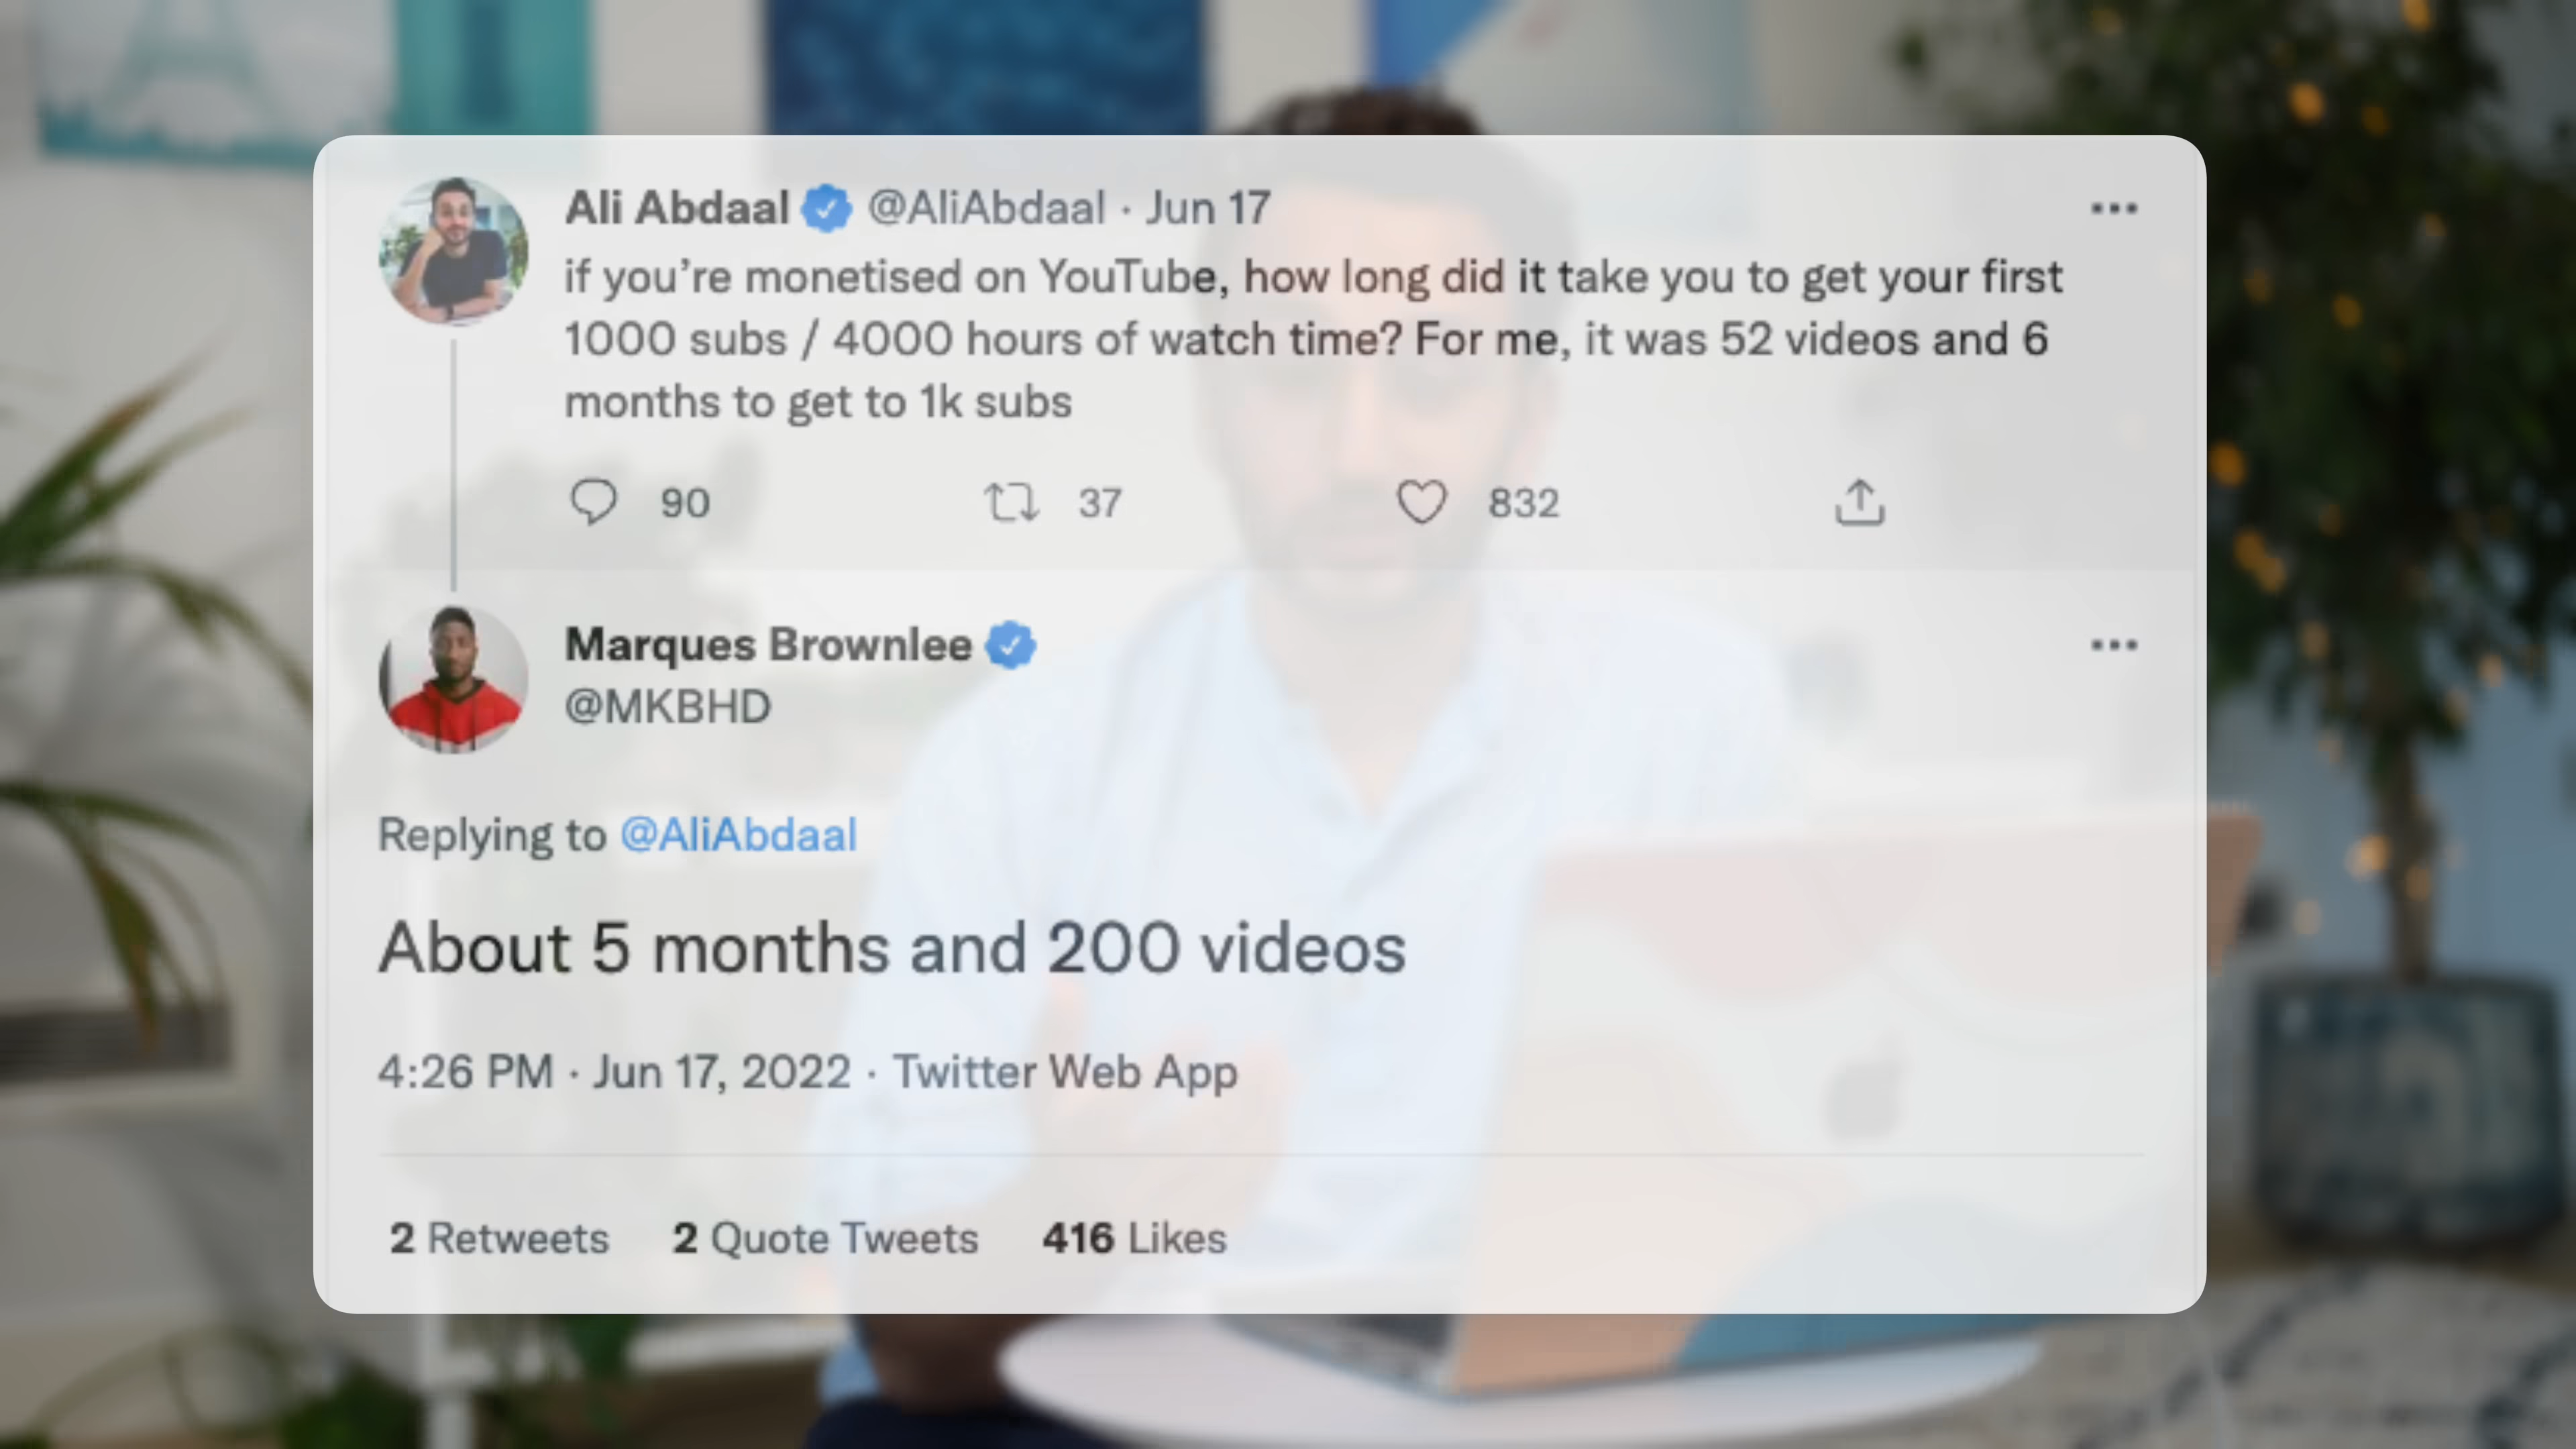 Ali Abdaal @AliAbdaal · Jun 17
if you’re monetised on YouTube, how long did it take you to get your first
1000 subs / 4000 hours of watch time? For me, it was 52 videos and 6
months to get to 1k subs
90 37 832
Marques Brownlee
@MKBHD
Replying to @AliAbdaal
About 5 months and 200 videos
4:26 PM · Jun 17, 2022 · Twitter Web App
2 Retweets 2 Quote Tweets 416 Likes